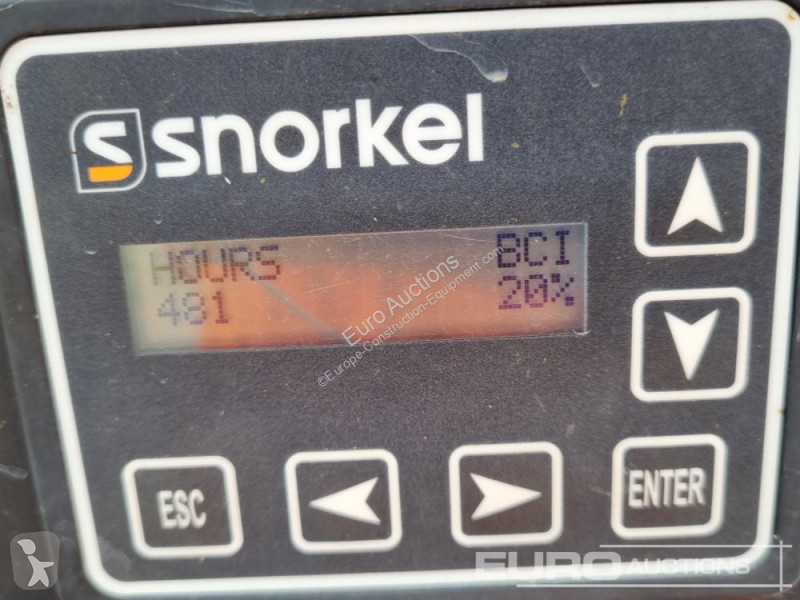 snorkel
HOURS BCI
481 20%
Euro Auctions
©Europe-Construction-Equipment.com
ESC
ENTER
EURO AUCTIONS